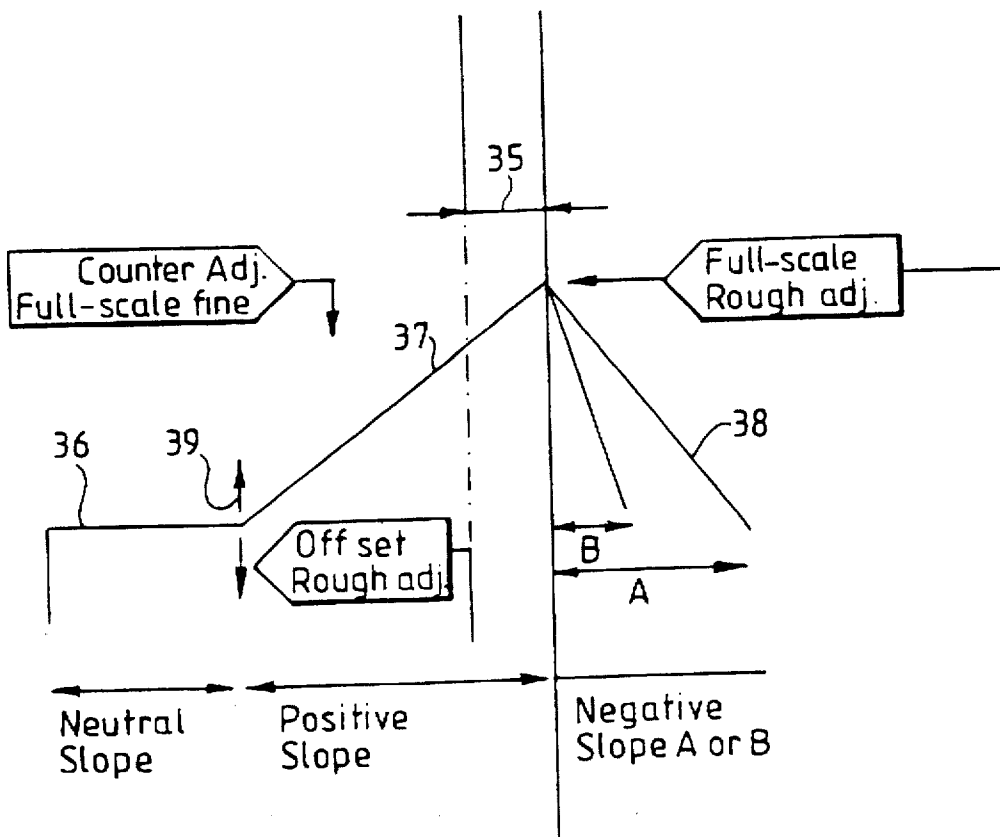 35
Counter Adj.
Full-scale fine
Full-scale
Rough adj.
37
36
39
38
Off set
Rough adj.
B
A
Neutral
Slope
Positive
Slope
Negative
Slope A or B